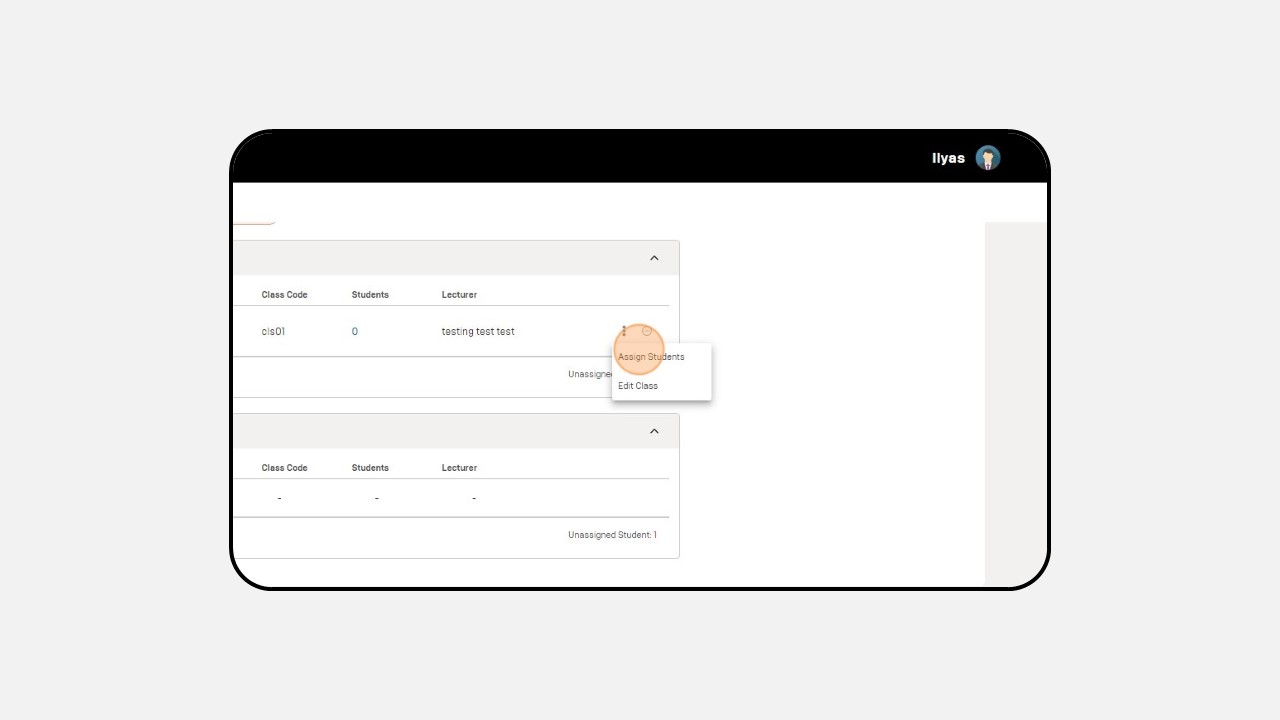 Ilyas
Class Code Students Lecturer
cls01 0 testing test test
Assign Students
Edit Class
Class Code Students Lecturer
- - -
Unassigned Student: 1